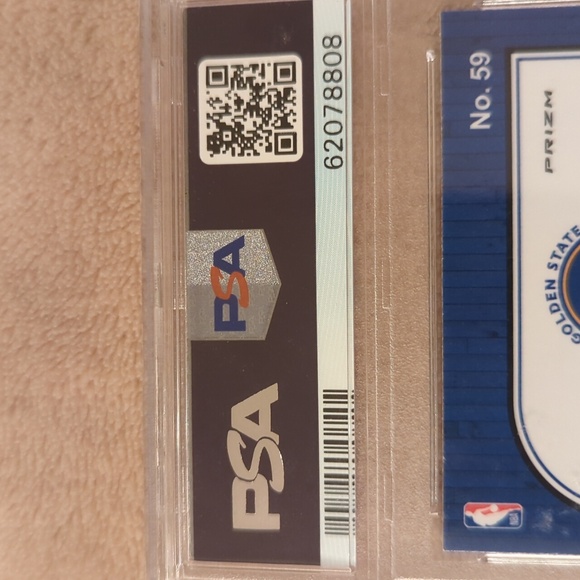 PSA
PSA
62078808
No. 59
PRIZM
GOLDEN STATE